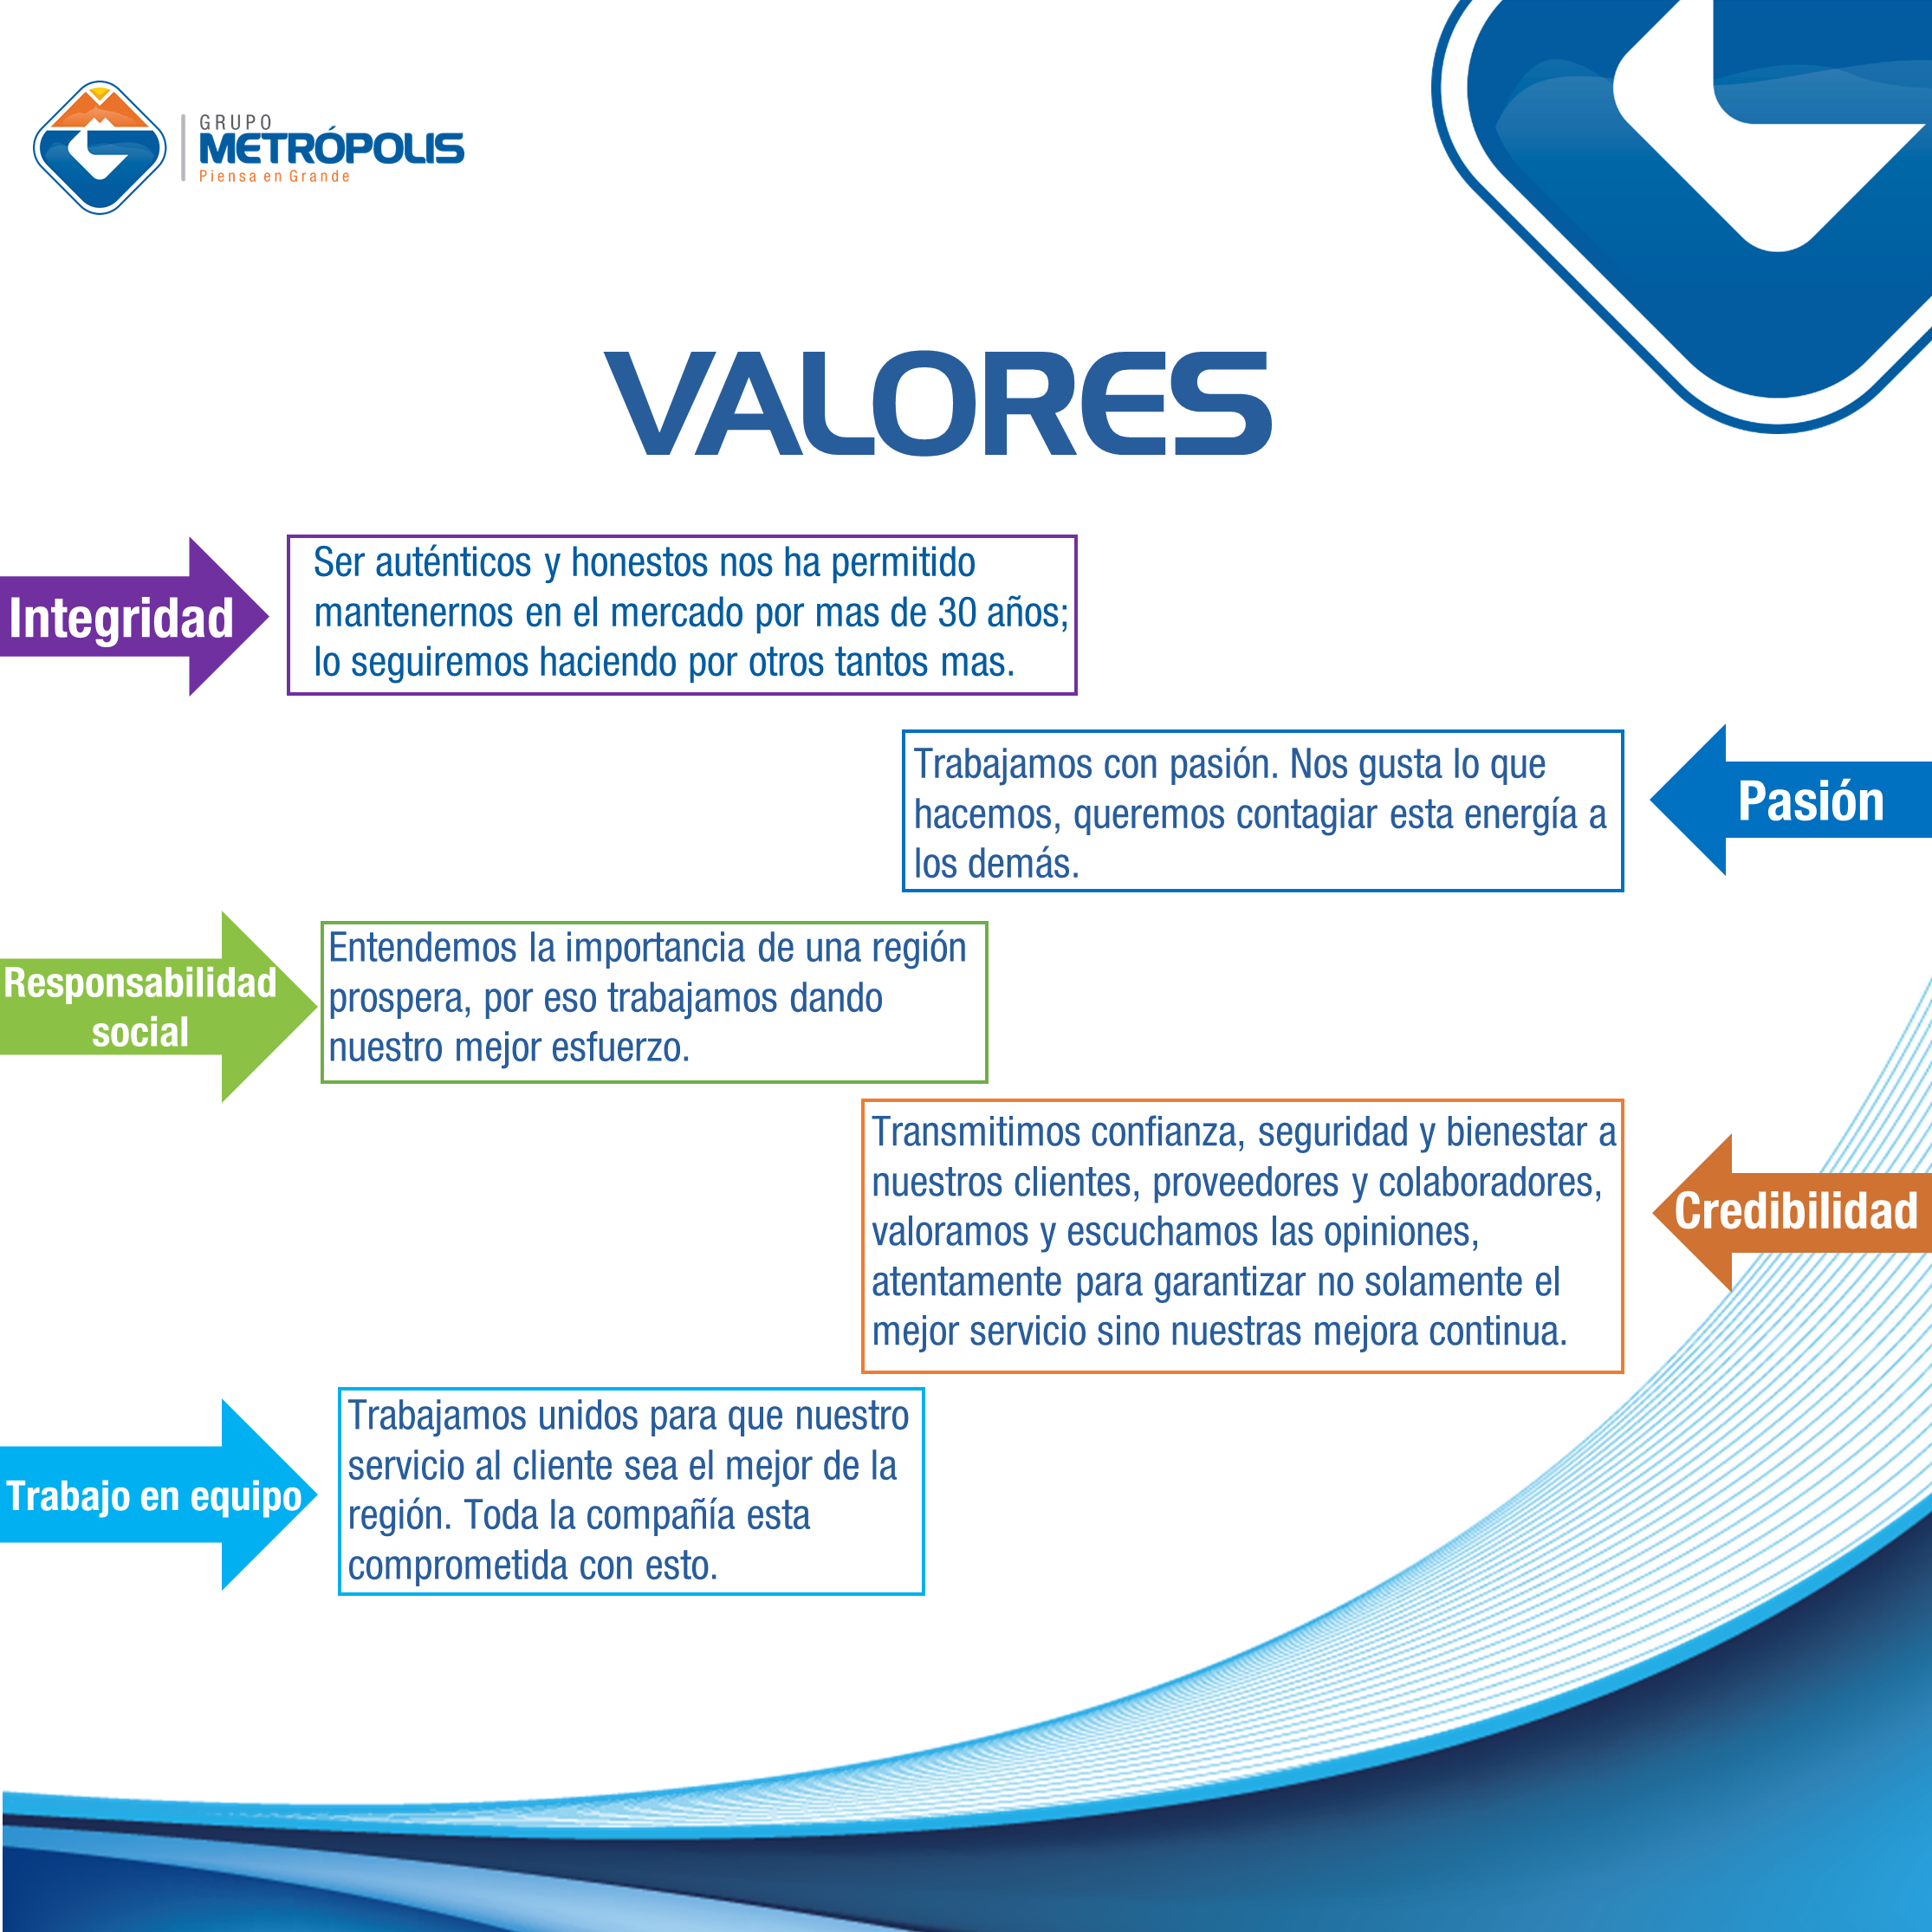 GRUPO
METRÓPOLIS
Piensa en Grande
VALORES
Integridad
Ser auténticos y honestos nos ha permitido
mantenernos en el mercado por mas de 30 años;
lo seguiremos haciendo por otros tantos mas.
Trabajamos con pasión. Nos gusta lo que
hacemos, queremos contagiar esta energía a
los demás.
Pasión
Responsabilidad
social
Entendemos la importancia de una región
prospera, por eso trabajamos dando
nuestro mejor esfuerzo.
Transmitimos confianza, seguridad y bienestar a
nuestros clientes, proveedores y colaboradores,
valoramos y escuchamos las opiniones,
atentamente para garantizar no solamente el
mejor servicio sino nuestras mejora continua.
Credibilidad
Trabajo en equipo
Trabajamos unidos para que nuestro
servicio al cliente sea el mejor de la
región. Toda la compañía esta
comprometida con esto.